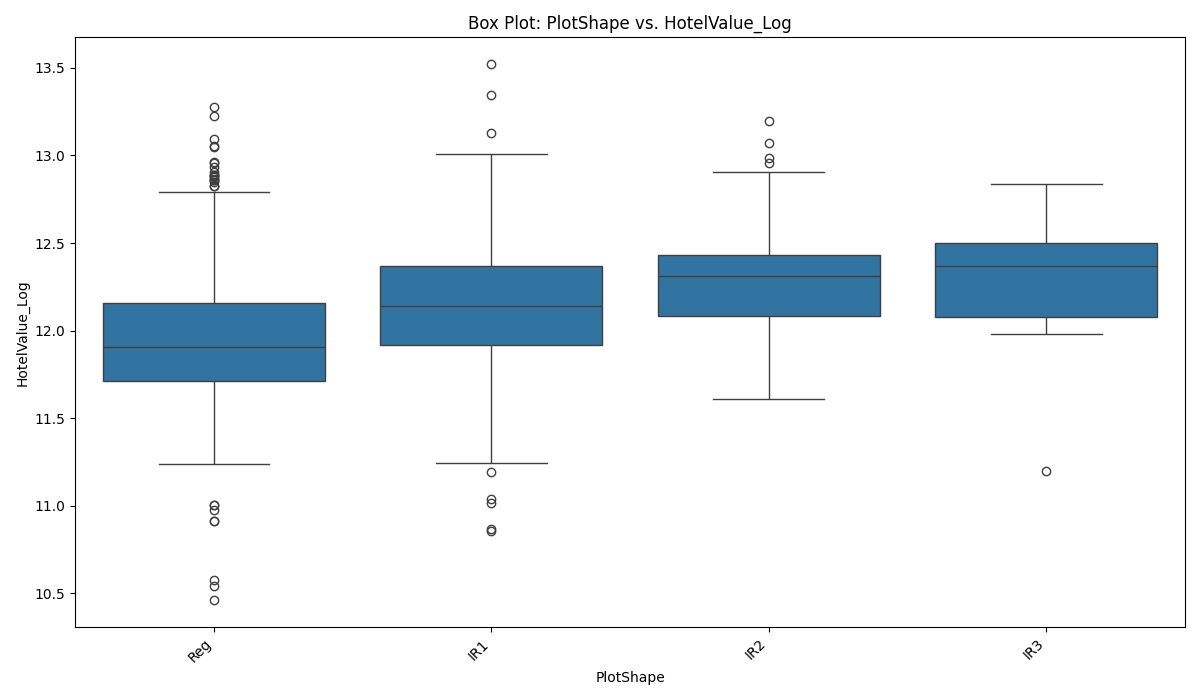 Box Plot: PlotShape vs. HotelValue_Log
HotelValue_Log
13.5
13.0
12.5
12.0
11.5
11.0
10.5
Reg
IR1
IR2
IR3
PlotShape